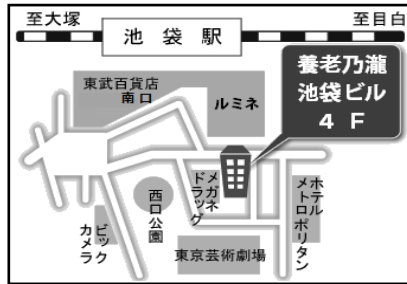 至大塚
至目白
池袋駅
東武百貨店
南口
ルミネ
養老乃瀧
池袋ビル
4F
メガネ
ドラッグ
西口
公園
ビック
カメラ
東京芸術劇場
ホテル
メトロポリタン